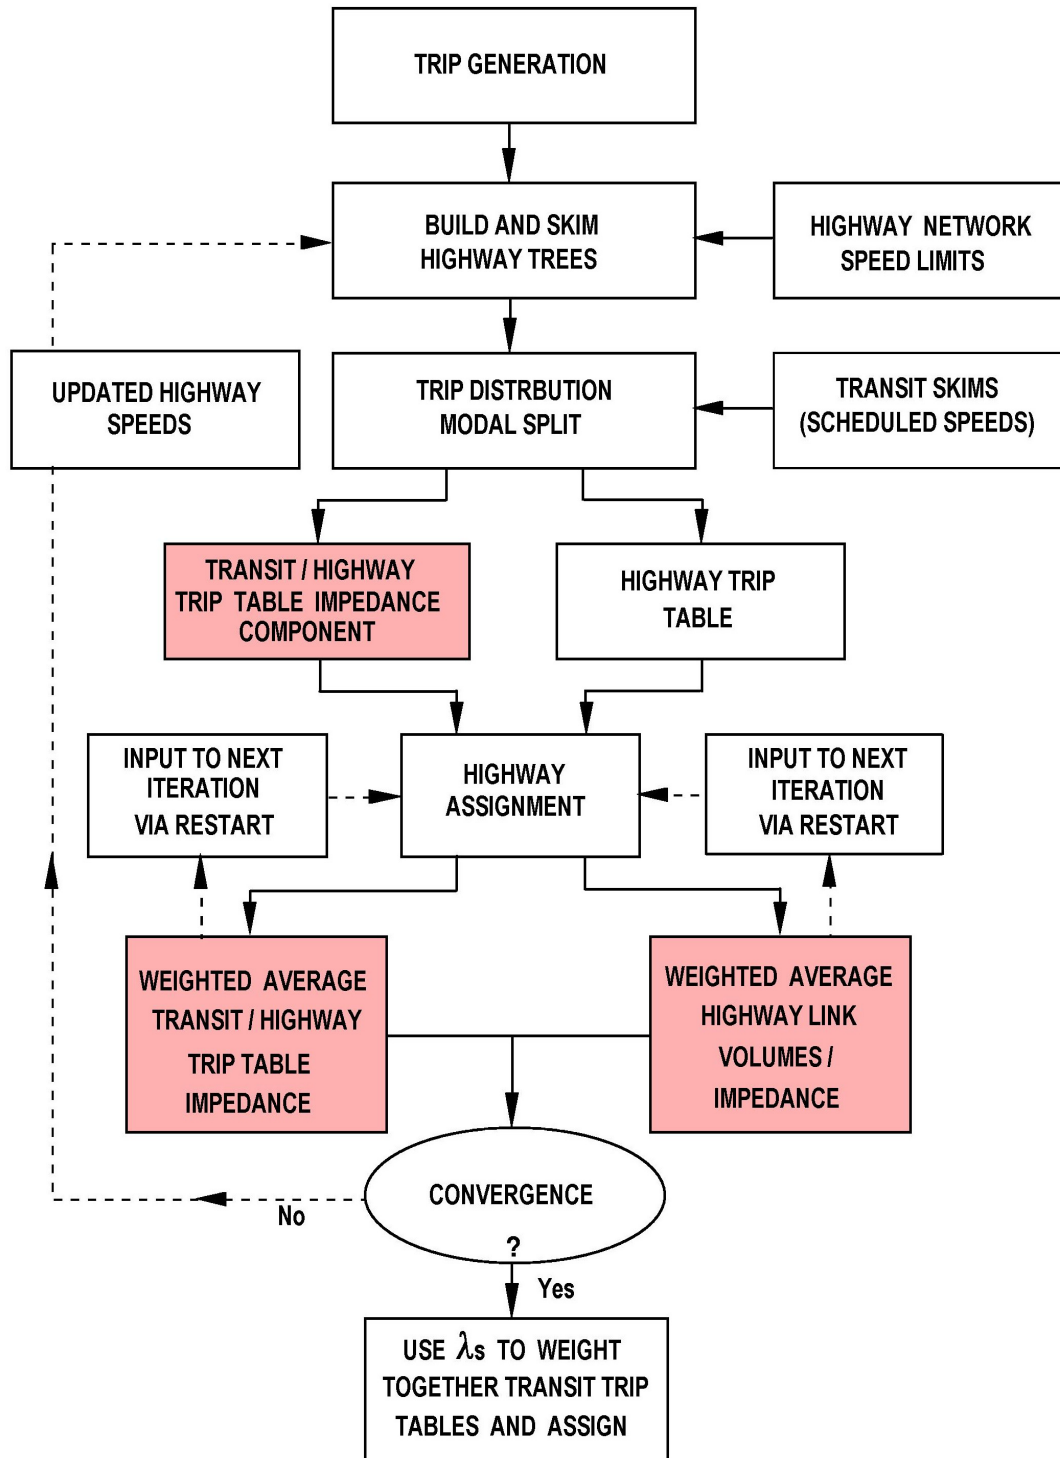 TRIP GENERATION
BUILD AND SKIM
HIGHWAY TREES
HIGHWAY NETWORK
SPEED LIMITS
UPDATED HIGHWAY
SPEEDS
TRIP DISTRBUTION
MODAL SPLIT
TRANSIT SKIMS
(SCHEDULED SPEEDS)
TRANSIT / HIGHWAY
TRIP TABLE IMPEDANCE
COMPONENT
HIGHWAY TRIP
TABLE
INPUT TO NEXT
ITERATION
VIA RESTART
HIGHWAY
ASSIGNMENT
INPUT TO NEXT
ITERATION
VIA RESTART
WEIGHTED AVERAGE
TRANSIT / HIGHWAY
TRIP TABLE
IMPEDANCE
WEIGHTED AVERAGE
HIGHWAY LINK
VOLUMES /
IMPEDANCE
CONVERGENCE
?
No
Yes
USE λs TO WEIGHT
TOGETHER TRANSIT TRIP
TABLES AND ASSIGN